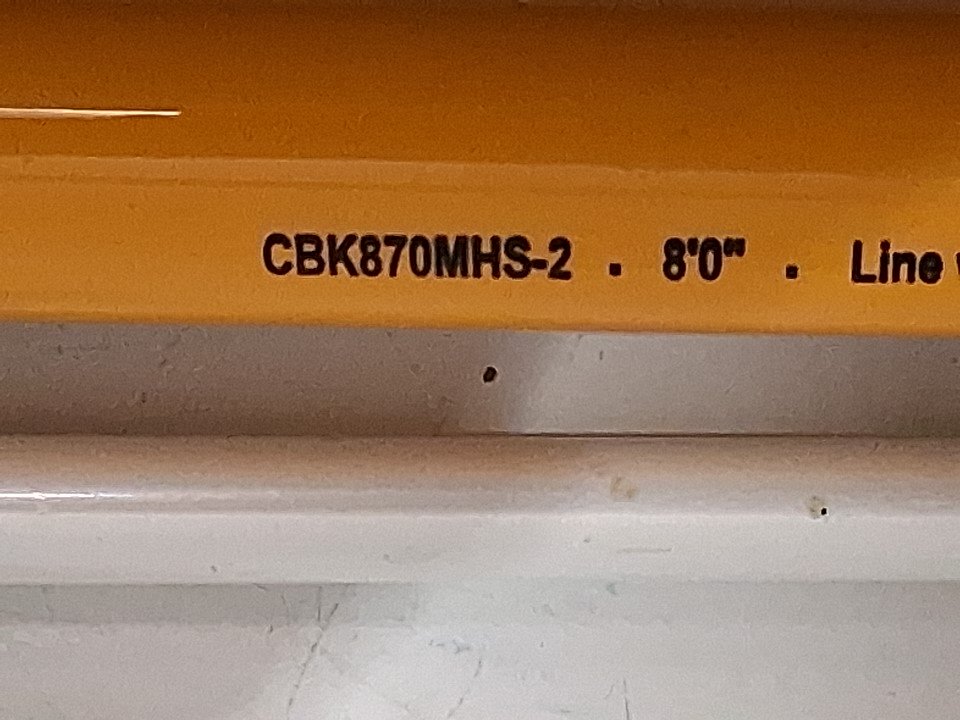 CBK870MHS-2 . 8'0" . Line